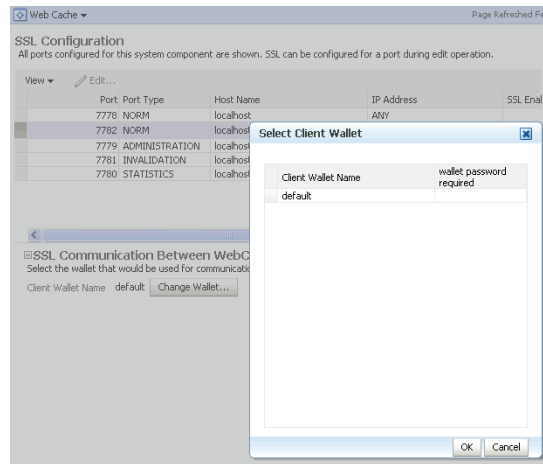 Web Cache
Page Refreshed Fe
SSL Configuration
All ports configured for this system component are shown. SSL can be configured for a port during edit operation.
View Edit...
Port Port Type Host Name IP Address SSL Enal
7778 NORM localhost ANY
7782 NORM localhost
7779 ADMINISTRATION localhost
7781 INVALIDATION localhost
7780 STATISTICS localhost
SSL Communication Between WebC
Select the wallet that would be used for communicatio
Client Wallet Name default Change Wallet...
Select Client Wallet
Client Wallet Name wallet password required
default
OK Cancel